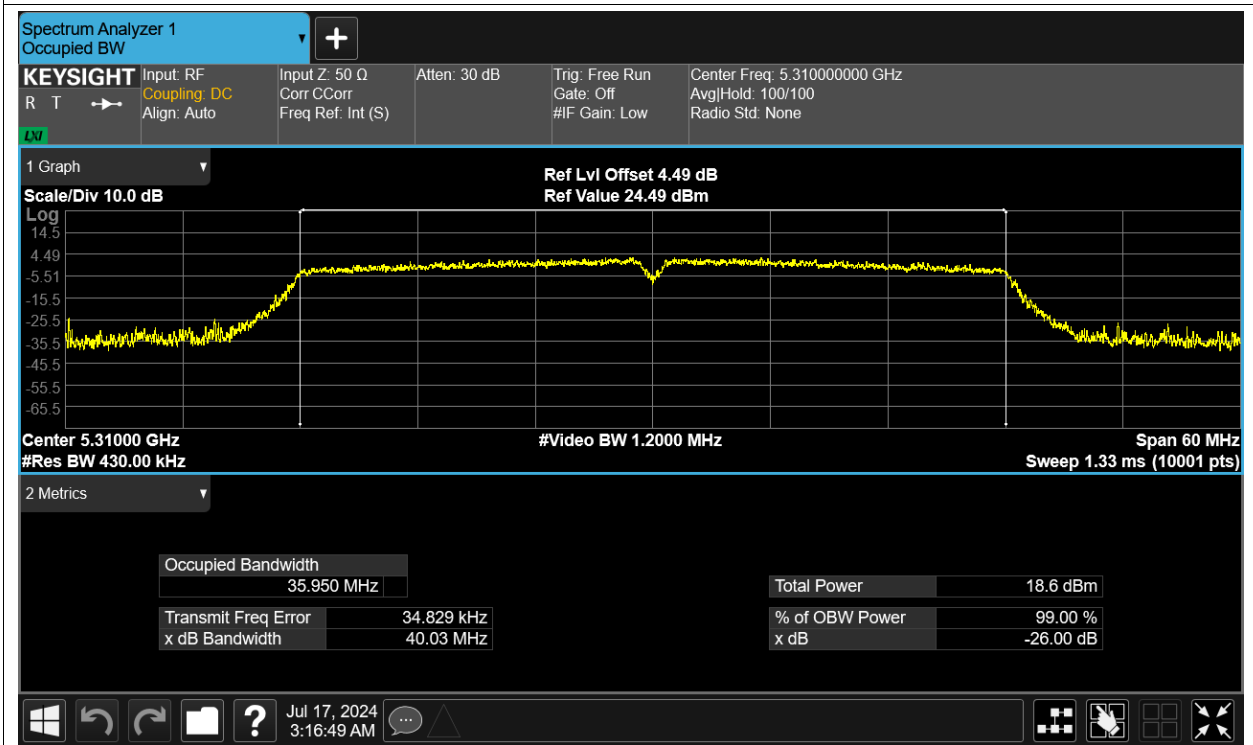 Spectrum Analyzer 1
Occupied BW
KEYSIGHT
R T
LXI
Input: RF
Coupling: DC
Align: Auto
Input Z: 50 Ω
Corr CCorr
Freq Ref: Int (S)
Atten: 30 dB
Trig: Free Run
Gate: Off
#IF Gain: Low
Center Freq: 5.310000000 GHz
Avg|Hold: 100/100
Radio Std: None
1 Graph
Scale/Div 10.0 dB
Ref Lvl Offset 4.49 dB
Ref Value 24.49 dBm
Log
14.5
4.49
-5.51
-15.5
-25.5
-35.5
-45.5
-55.5
-65.5
Center 5.31000 GHz
#Video BW 1.2000 MHz
Span 60 MHz
#Res BW 430.00 kHz
Sweep 1.33 ms (10001 pts)
2 Metrics
Occupied Bandwidth
35.950 MHz
Transmit Freq Error 34.829 kHz
x dB Bandwidth 40.03 MHz
Total Power 18.6 dBm
% of OBW Power 99.00 %
x dB -26.00 dB
?
Jul 17, 2024
3:16:49 AM